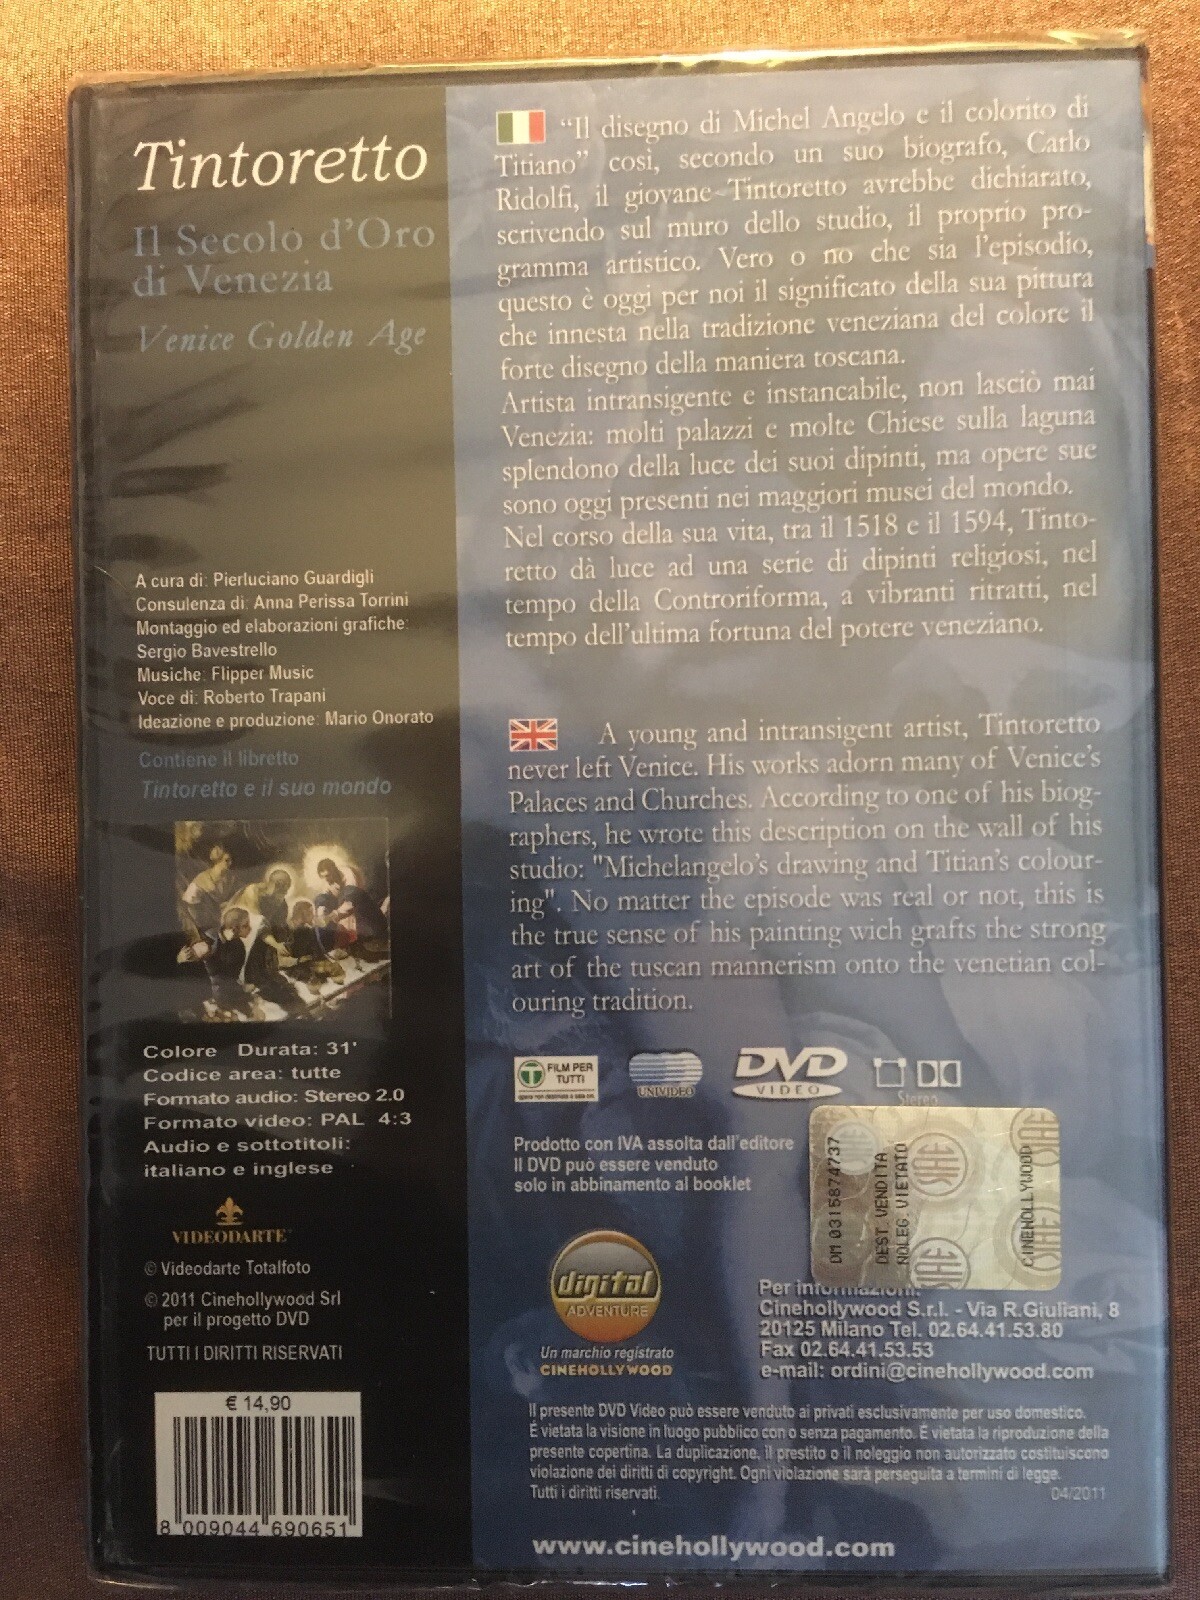 Tintoretto
Il Secolo d'Oro
di Venezia
Venice Golden Age
A cura di: Pierluciano Guardigli
Consulenza di: Anna Perissa Torrini
Montaggio ed elaborazioni grafiche:
Sergio Bavestrello
Musiche: Flipper Music
Voce di: Roberto Trapani
Ideazione e produzione: Mario Onorato
Contiene il libretto
Tintoretto e il suo mondo
Colore Durata: 31'
Codice area: tutte
Formato audio: Stereo 2.0
Formato video: PAL 4:3
Audio e sottotitoli:
italiano e inglese
VIDEODARTE
© Videodarte Totalfoto
© 2011 Cinehollywood Srl
per il progetto DVD
TUTTI I DIRITTI RISERVATI
€ 14,90
8 009044 690651
"Il disegno di Michel Angelo e il colorito di
Titiano" così, secondo un suo biografo, Carlo
Ridolfi, il giovane Tintoretto avrebbe dichiarato,
scrivendo sul muro dello studio, il proprio pro-
gramma artistico. Vero o no che sia l'episodio,
questo è oggi per noi il significato della sua pittura
che innesta nella tradizione veneziana del colore il
forte disegno della maniera toscana.
Artista intransigente e instancabile, non lasciò mai
Venezia: molti palazzi e molte Chiese sulla laguna
splendono della luce dei suoi dipinti, ma opere sue
sono oggi presenti nei maggiori musei del mondo.
Nel corso della sua vita, tra il 1518 e il 1594, Tinto-
retto dà luce ad una serie di dipinti religiosi, nel
tempo della Controriforma, a vibranti ritratti, nel
tempo dell'ultima fortuna del potere veneziano.
A young and intransigent artist, Tintoretto
never left Venice. His works adorn many of Venice's
Palaces and Churches. According to one of his biog-
raphers, he wrote this description on the wall of his
studio: "Michelangelo's drawing and Titian's colour-
ing". No matter the episode was real or not, this is
the true sense of his painting wich grafts the strong
art of the tuscan mannerism onto the venetian col-
ouring tradition.
T FILM PER
TUTTI
UNIVIDEO
DVD
VIDEO
Stereo
Prodotto con IVA assolta dall'editore
Il DVD può essere venduto
solo in abbinamento al booklet
DM 0315874737
DEST.VENDITA
NOLEG.VIETATO
SIAE
CINEHOLLYWOOD
digital
ADVENTURE
Un marchio registrato
CINEHOLLYWOOD
Per informazioni:
Cinehollywood S.r.l. - Via R.Giuliani, 8
20125 Milano Tel. 02.64.41.53.80
Fax 02.64.41.53.53
e-mail: ordini@cinehollywood.com
Il presente DVD Video può essere venduto ai privati esclusivamente per uso domestico.
É vietata la visione in luogo pubblico con o senza pagamento. É vietata la riproduzione della
presente copertina. La duplicazione, il prestito o il noleggio non autorizzato costituiscono
violazione dei diritti di copyright. Ogni violazione sarà perseguita a termini di legge.
Tutti i diritti riservati.
04/2011
www.cinehollywood.com